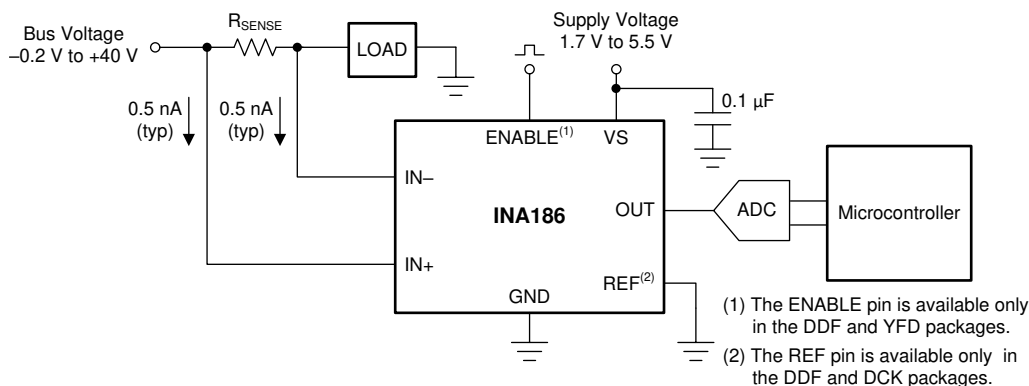 Bus Voltage
–0.2 V to +40 V
RSENSE
LOAD
Supply Voltage
1.7 V to 5.5 V
0.5 nA
(typ)
0.5 nA
(typ)
0.1 µF
ENABLE(1)
VS
IN–
INA186
OUT
ADC
Microcontroller
IN+
REF(2)
GND
(1) The ENABLE pin is available only
in the DDF and YFD packages.
(2) The REF pin is available only in
the DDF and DCK packages.